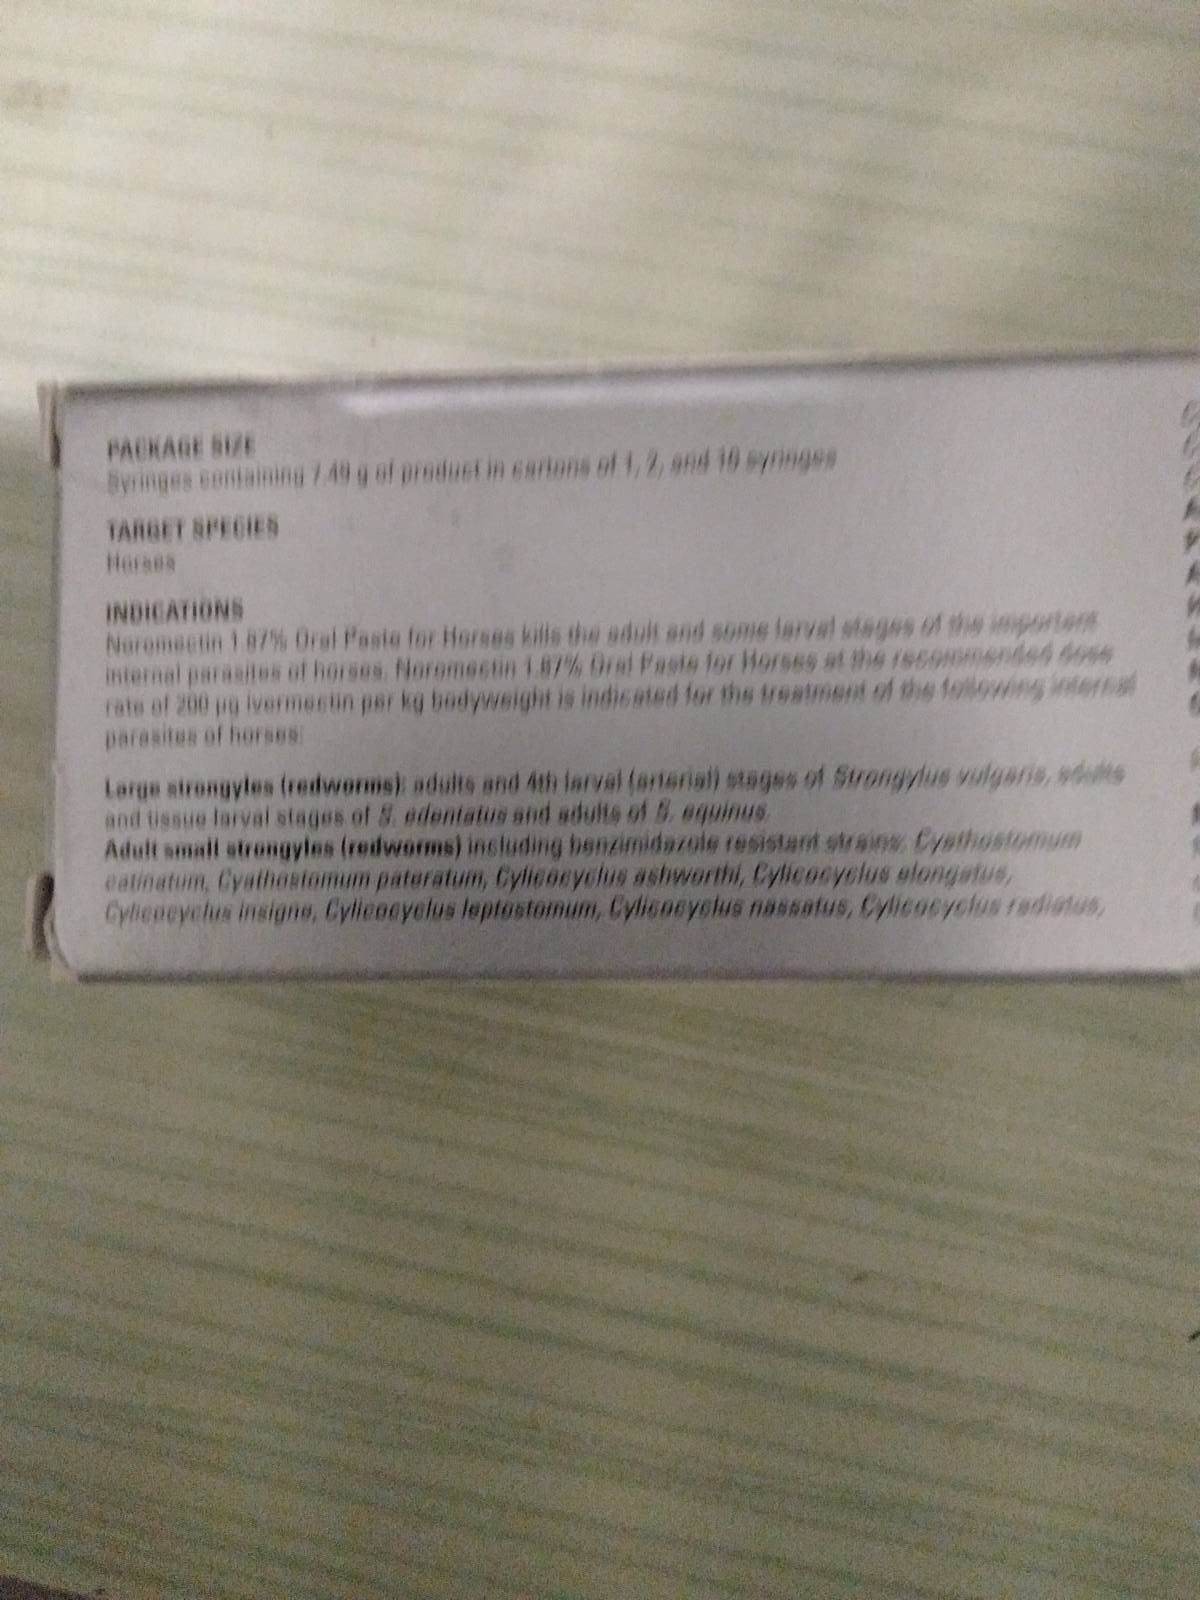 PACKAGE SIZE
Syringes containing 7.49 g of product in cartons of 1, 2, and 10 syringes
TARGET SPECIES
Horses
INDICATIONS
Noromectin 1.87% Oral Paste for Horses kills the adult and some larval stages of the important
internal parasites of horses. Noromectin 1.87% Oral Paste for Horses at the recommended dose
rate of 200 µg ivermectin per kg bodyweight is indicated for the treatment of the following internal
parasites of horses:
Large strongyles (redworms): adults and 4th larval (arterial) stages of Strongylus vulgaris, adults
and tissue larval stages of S. edentatus and adults of S. equinus.
Adult small strongyles (redworms) including benzimidazole resistant strains: Cyathostomum
catinatum, Cyathostomum pateratum, Cylicocyclus ashworthi, Cylicocyclus elongatus,
Cylicocyclus insigne, Cylicocyclus leptostomum, Cylicocyclus nassatus, Cylicocyclus radiatus,